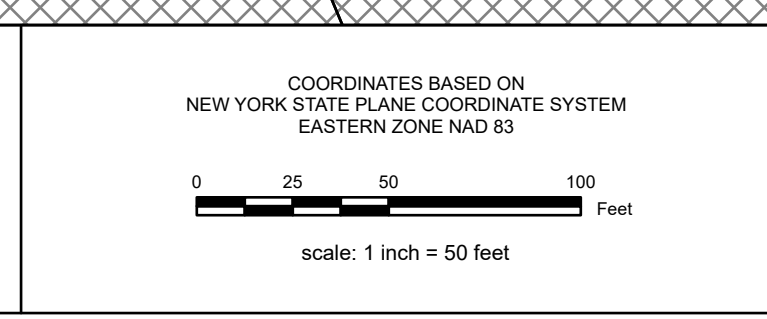 COORDINATES BASED ON
NEW YORK STATE PLANE COORDINATE SYSTEM
EASTERN ZONE NAD 83
0 25 50 100
Feet
scale: 1 inch = 50 feet